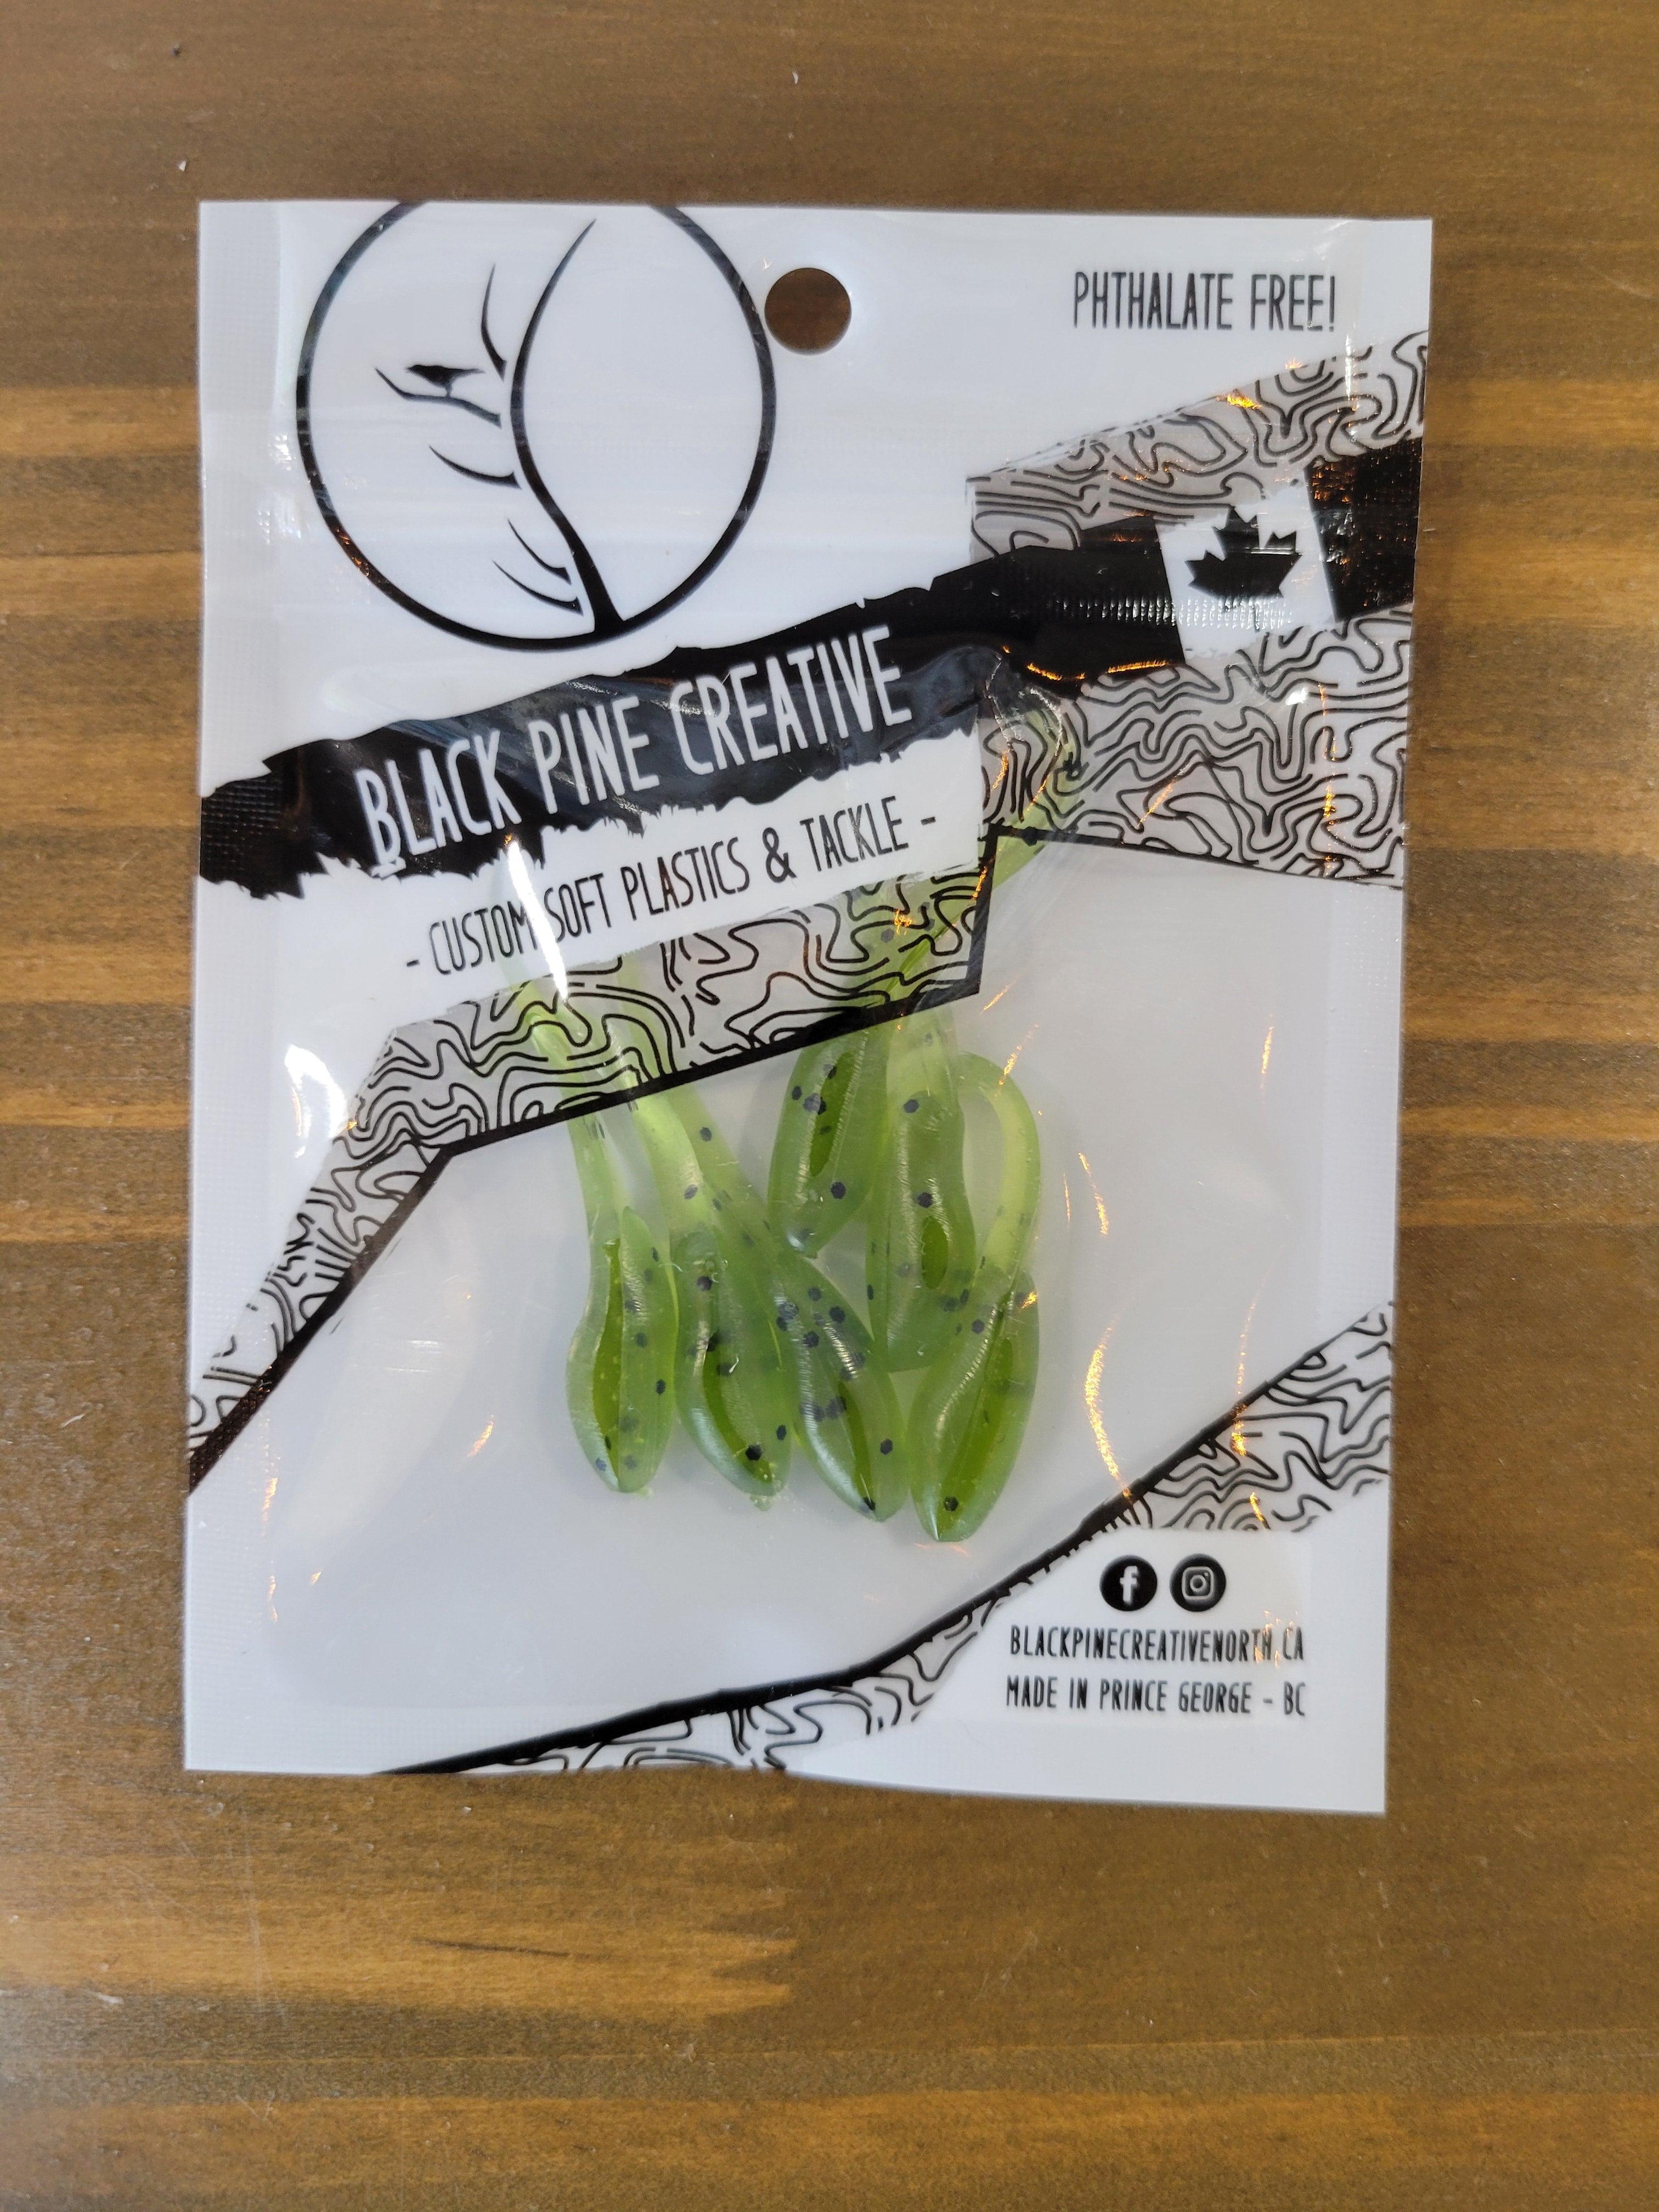 PHTHALATE FREE!
BLACK PINE CREATIVE
- CUSTOM SOFT PLASTICS & TACKLE -
BLACKPINECREATIVENORTH.CA
MADE IN PRINCE GEORGE - BC